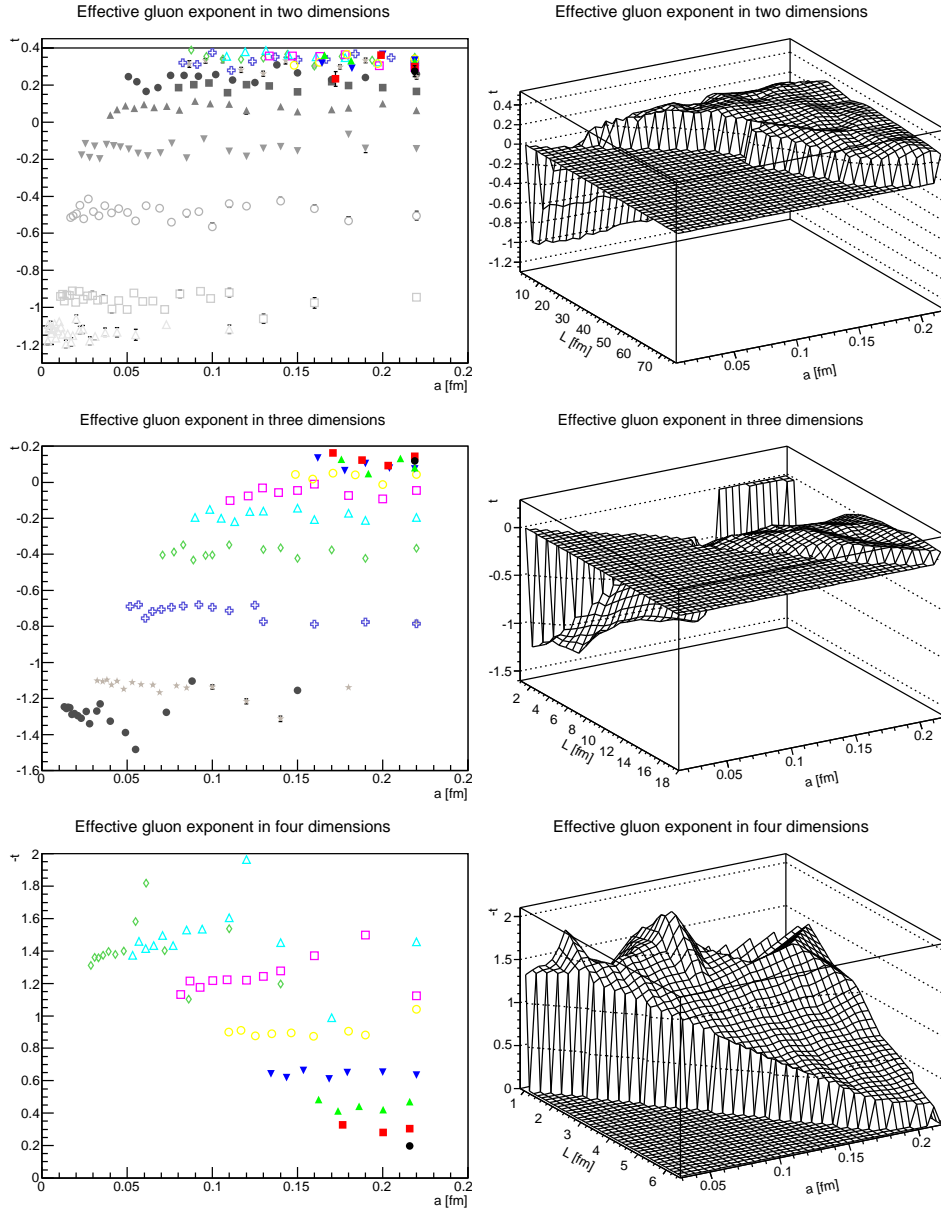 Effective gluon exponent in two dimensions
t
0.4
0.2
0
-0.2
-0.4
-0.6
-0.8
-1
-1.2
0 0.05 0.1 0.15 0.2 0.2
a [fm]
Effective gluon exponent in two dimensions
t
0.4
0.2
0
-0.2
-0.4
-0.6
-0.8
-1
-1.2
10 20 30 40 50 60 70
L [fm]
0.05 0.1 0.15 0.2
a [fm]
Effective gluon exponent in three dimensions
t
0.2
0
-0.2
-0.4
-0.6
-0.8
-1
-1.2
-1.4
-1.6
0 0.05 0.1 0.15 0.2 0.2
a [fm]
Effective gluon exponent in three dimensions
t
0
-0.5
-1
-1.5
2 4 6 8 10 12 14 16 18
L [fm]
0.05 0.1 0.15 0.2
a [fm]
Effective gluon exponent in four dimensions
-t
2
1.8
1.6
1.4
1.2
1
0.8
0.6
0.4
0.2
0
0 0.05 0.1 0.15 0.2 0.2
a [fm]
Effective gluon exponent in four dimensions
-t
2
1.5
1
0.5
0
1 2 3 4 5 6
L [fm]
0.05 0.1 0.15 0.2
a [fm]